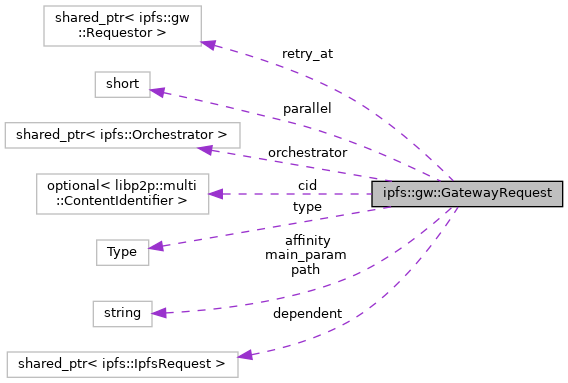 shared_ptr< ipfs::gw
::Requestor >
retry_at
short
parallel
shared_ptr< ipfs::Orchestrator >
orchestrator
optional< libp2p::multi
::ContentIdentifier >
cid
ipfs::gw::GatewayRequest
type
Type
affinity
main_param
path
string
dependent
shared_ptr< ipfs::IpfsRequest >